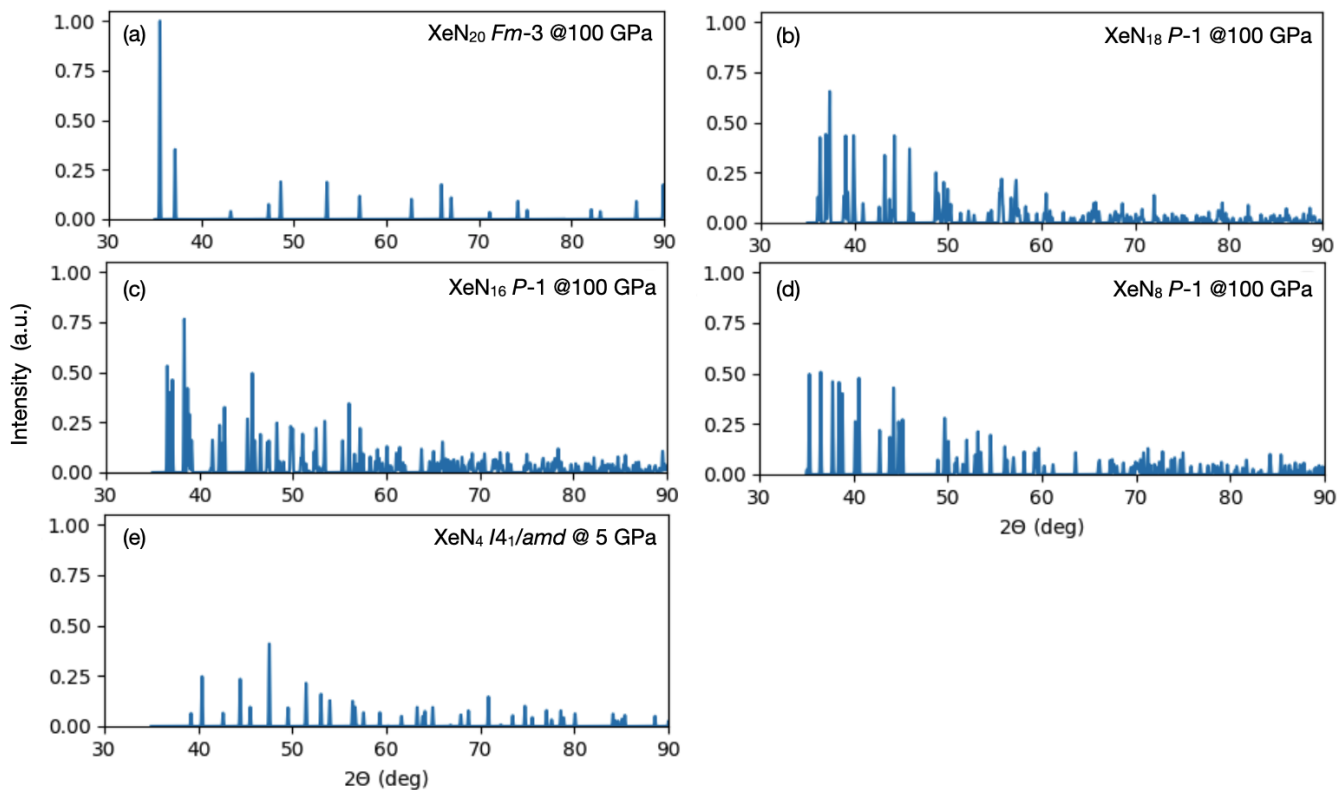 (a) XeN₂₀ Fm-3 @100 GPa
1.00
0.75
0.50
0.25
0.00
30 40 50 60 70 80 90
(b) XeN₁₈ P-1 @100 GPa
1.00
0.75
0.50
0.25
0.00
30 40 50 60 70 80 90
(c) XeN₁₆ P-1 @100 GPa
1.00
0.75
0.50
0.25
0.00
30 40 50 60 70 80 90
Intensity (a.u.)
(d) XeN₈ P-1 @100 GPa
1.00
0.75
0.50
0.25
0.00
30 40 50 60 70 80 90
2Θ (deg)
(e) XeN₄ I4₁/amd @ 5 GPa
1.00
0.75
0.50
0.25
0.00
30 40 50 60 70 80 90
2Θ (deg)